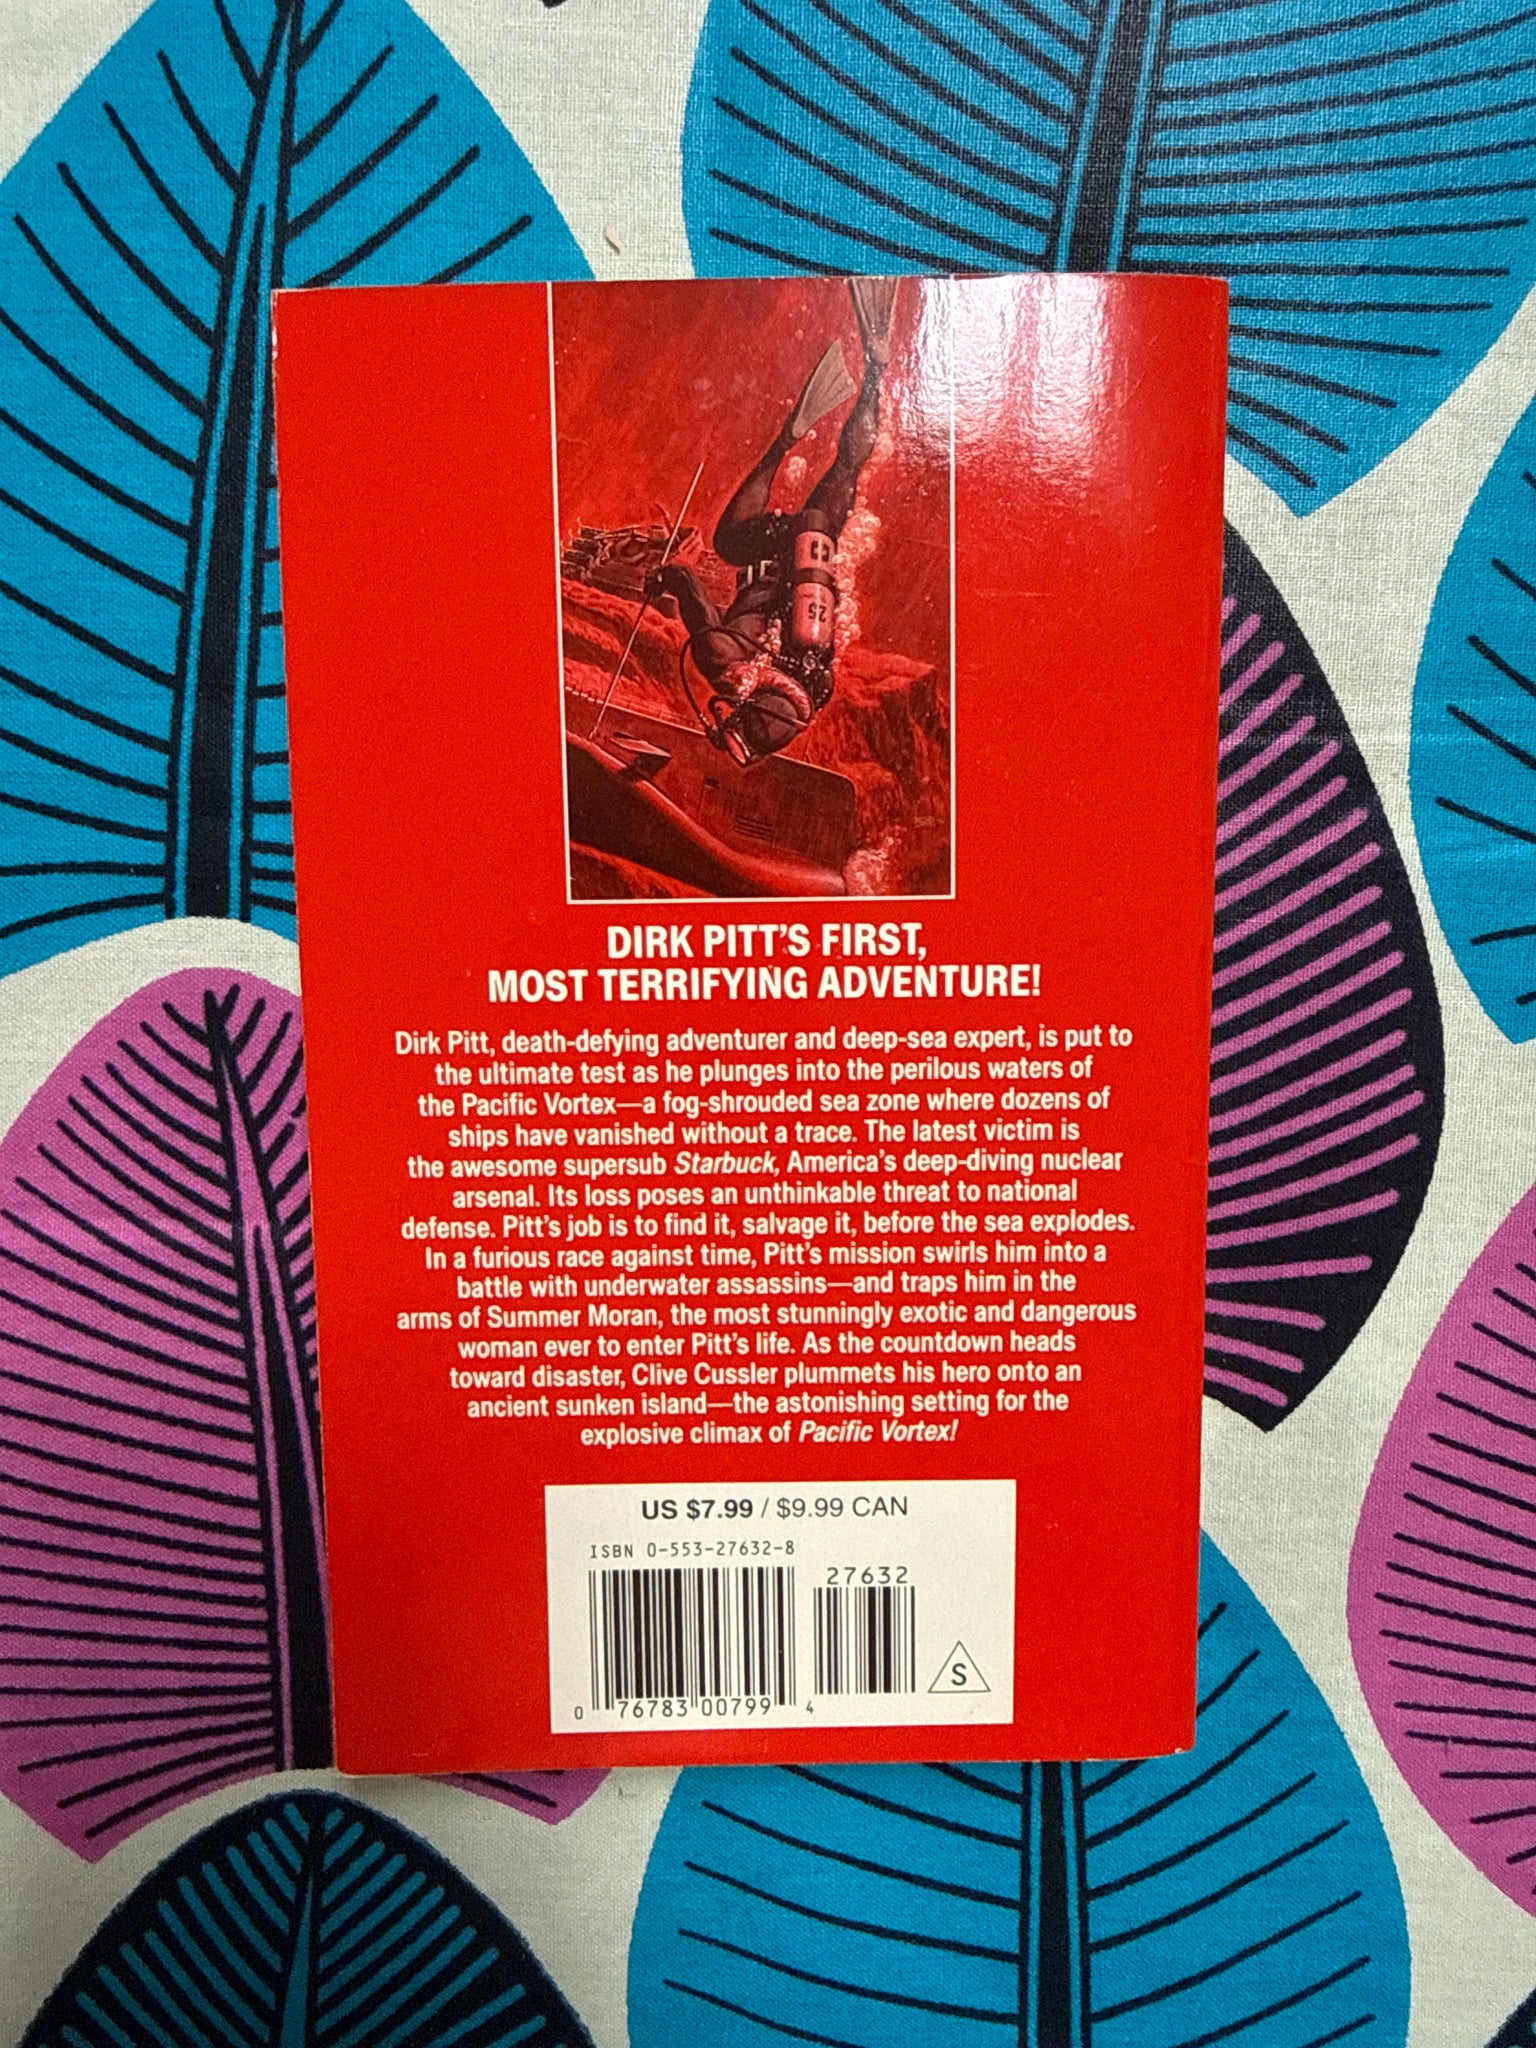 25
DIRK PITT'S FIRST,
MOST TERRIFYING ADVENTURE!
Dirk Pitt, death-defying adventurer and deep-sea expert, is put to
the ultimate test as he plunges into the perilous waters of
the Pacific Vortex—a fog-shrouded sea zone where dozens of
ships have vanished without a trace. The latest victim is
the awesome supersub Starbuck, America's deep-diving nuclear
arsenal. Its loss poses an unthinkable threat to national
defense. Pitt's job is to find it, salvage it, before the sea explodes.
In a furious race against time, Pitt's mission swirls him into a
battle with underwater assassins—and traps him in the
arms of Summer Moran, the most stunningly exotic and dangerous
woman ever to enter Pitt's life. As the countdown heads
toward disaster, Clive Cussler plummets his hero onto an
ancient sunken island—the astonishing setting for the
explosive climax of Pacific Vortex!
US $7.99 / $9.99 CAN
ISBN 0-553-27632-8
27632
S
0 76783 00799 4